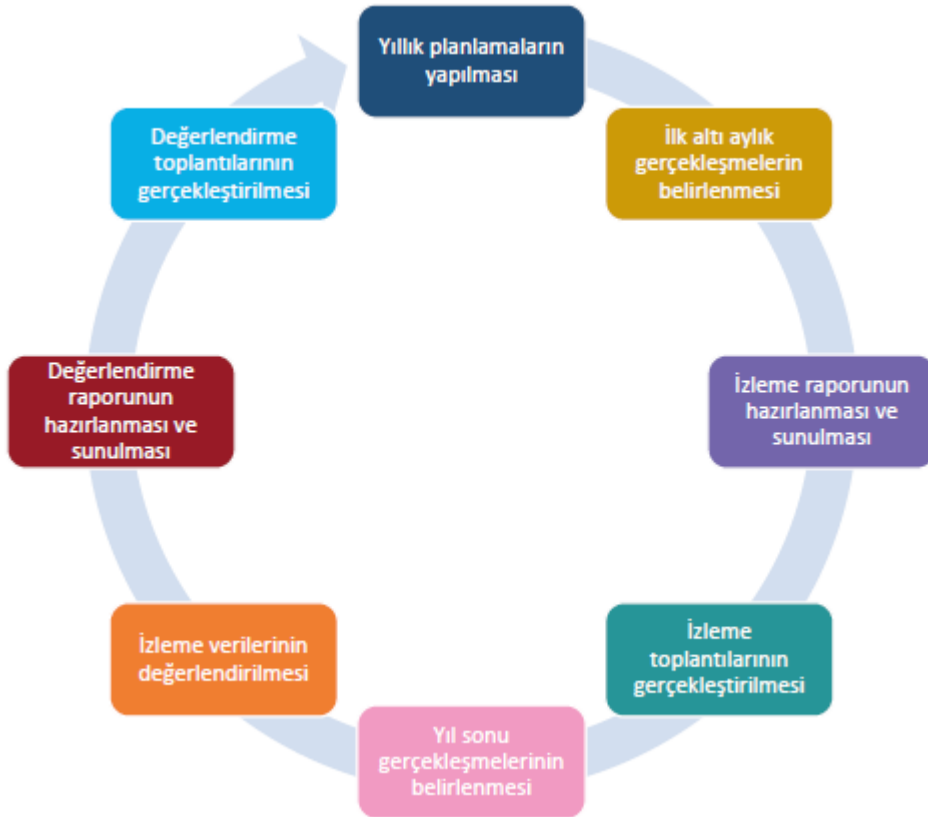 Yıllık planlamaların
yapılması
İlk altı aylık
gerçekleşmelerin
belirlenmesi
İzleme raporunun
hazırlanması ve
sunulması
İzleme
toplantılarının
gerçekleştirilmesi
Yıl sonu
gerçekleşmelerinin
belirlenmesi
İzleme verilerinin
değerlendirilmesi
Değerlendirme
raporunun
hazırlanması ve
sunulması
Değerlendirme
toplantılarının
gerçekleştirilmesi